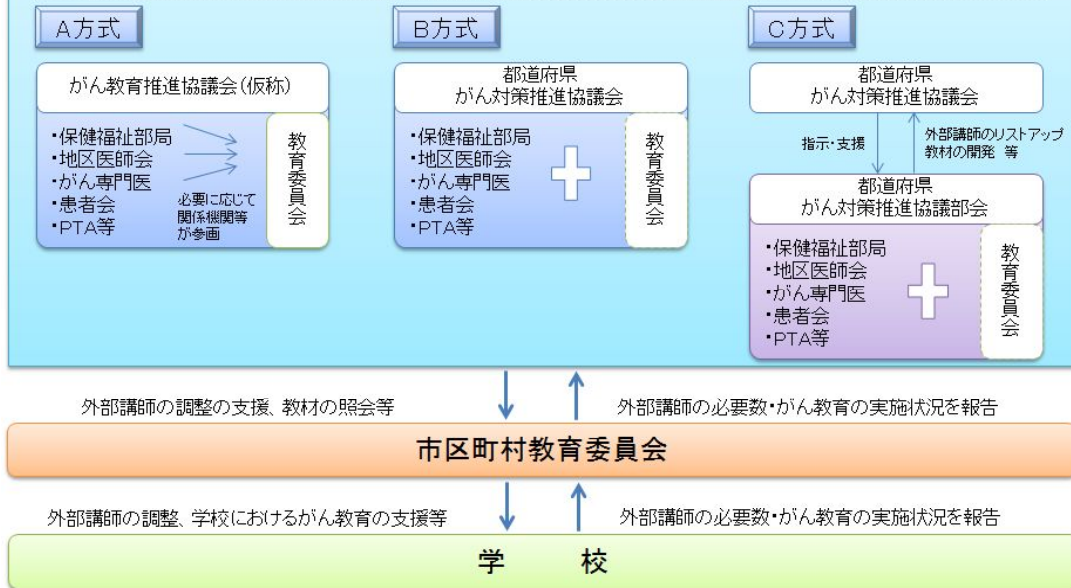 A方式
がん教育推進協議会(仮称)
・保健福祉部局
・地区医師会
・がん専門医
・患者会
・PTA等
必要に応じて
関係機関等
が参画
教育委員会
B方式
都道府県
がん対策推進協議会
・保健福祉部局
・地区医師会
・がん専門医
・患者会
・PTA等
教育委員会
C方式
都道府県
がん対策推進協議会
指示・支援
外部講師のリストアップ
教材の開発 等
都道府県
がん対策推進協議部会
・保健福祉部局
・地区医師会
・がん専門医
・患者会
・PTA等
教育委員会
外部講師の調整の支援、教材の照会等
外部講師の必要数・がん教育の実施状況を報告
市区町村教育委員会
外部講師の調整、学校におけるがん教育の支援等
外部講師の必要数・がん教育の実施状況を報告
学 校